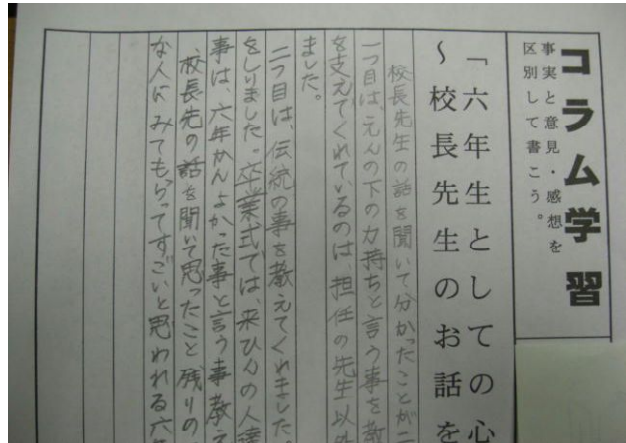 コラム学習
事実と意見・感想を
区別して書こう。
「六年生としての心
～校長先生のお話を
校長先生の話を聞いて分かったことが二
一つ目は、えんの下の力持ちと言う事を教
を支えてくれているのは、担任の先生以外
ました。
二つ目は、伝統の事を教えてくれました。
をしりました。卒業式では、来ひんの人達
事は、六年かんよかった事と言う事教え
校長先の話を聞いて思ったこと残りの
な人にみてもらってすごいと思われる六